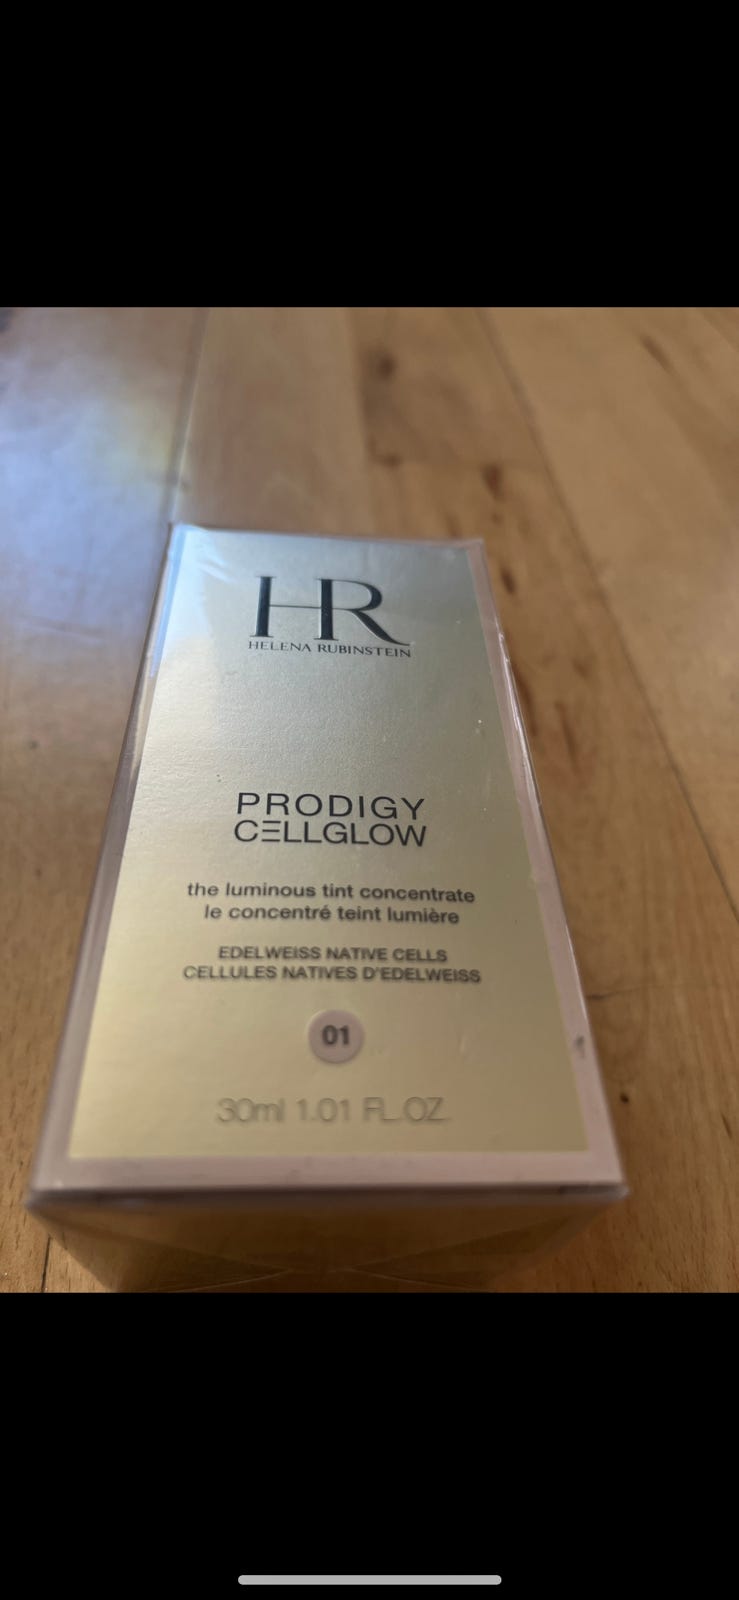 HR
HELENA RUBINSTEIN
PRODIGY
CELLGLOW
the luminous tint concentrate
le concentré teint lumière
EDELWEISS NATIVE CELLS
CELLULES NATIVES D'EDELWEISS
01
30ml 1.01 FL.OZ.